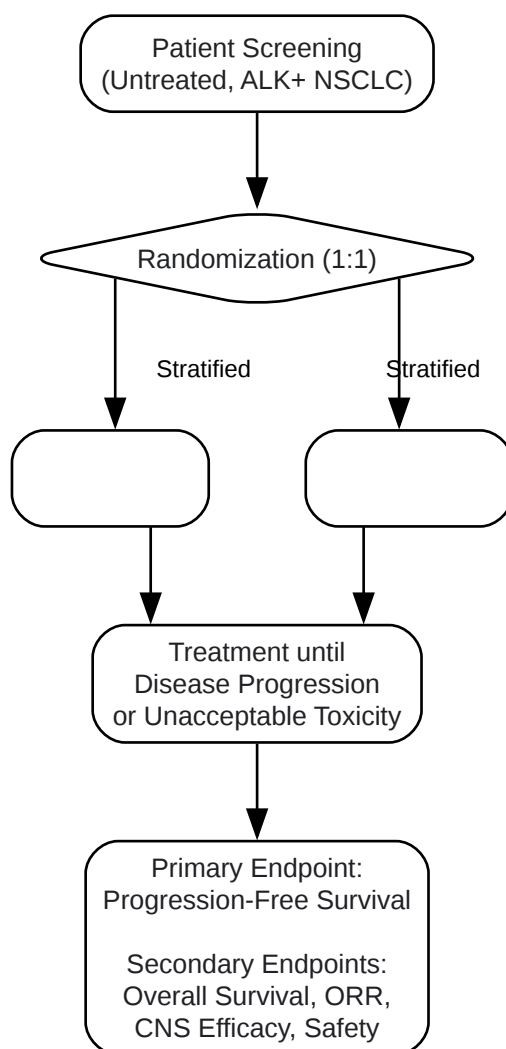 Patient Screening
(Untreated, ALK+ NSCLC)
Randomization (1:1)
Stratified
Stratified
Treatment until
Disease Progression
or Unacceptable Toxicity
Primary Endpoint:
Progression-Free Survival
Secondary Endpoints:
Overall Survival, ORR,
CNS Efficacy, Safety